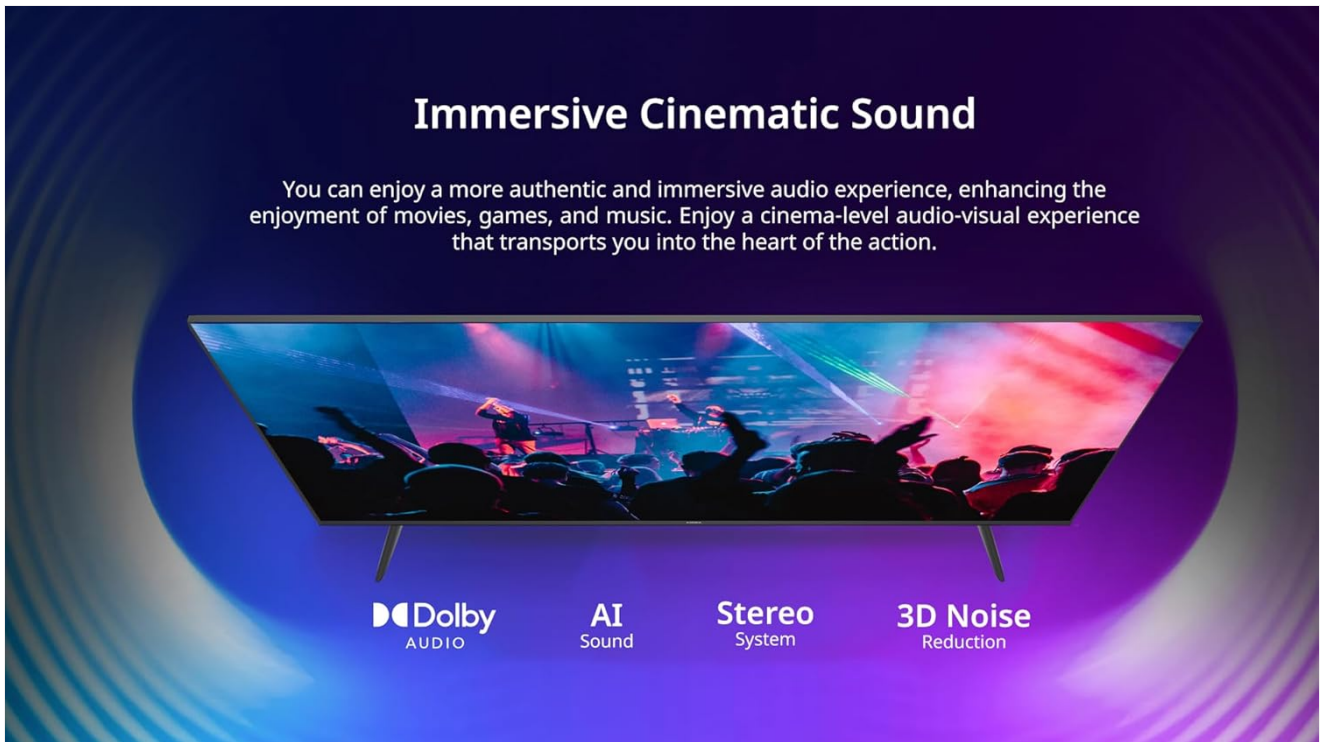 Immersive Cinematic Sound
You can enjoy a more authentic and immersive audio experience, enhancing the
enjoyment of movies, games, and music. Enjoy a cinema-level audio-visual experience
that transports you into the heart of the action.
Dolby
AUDIO
AI
Sound
Stereo
System
3D Noise
Reduction